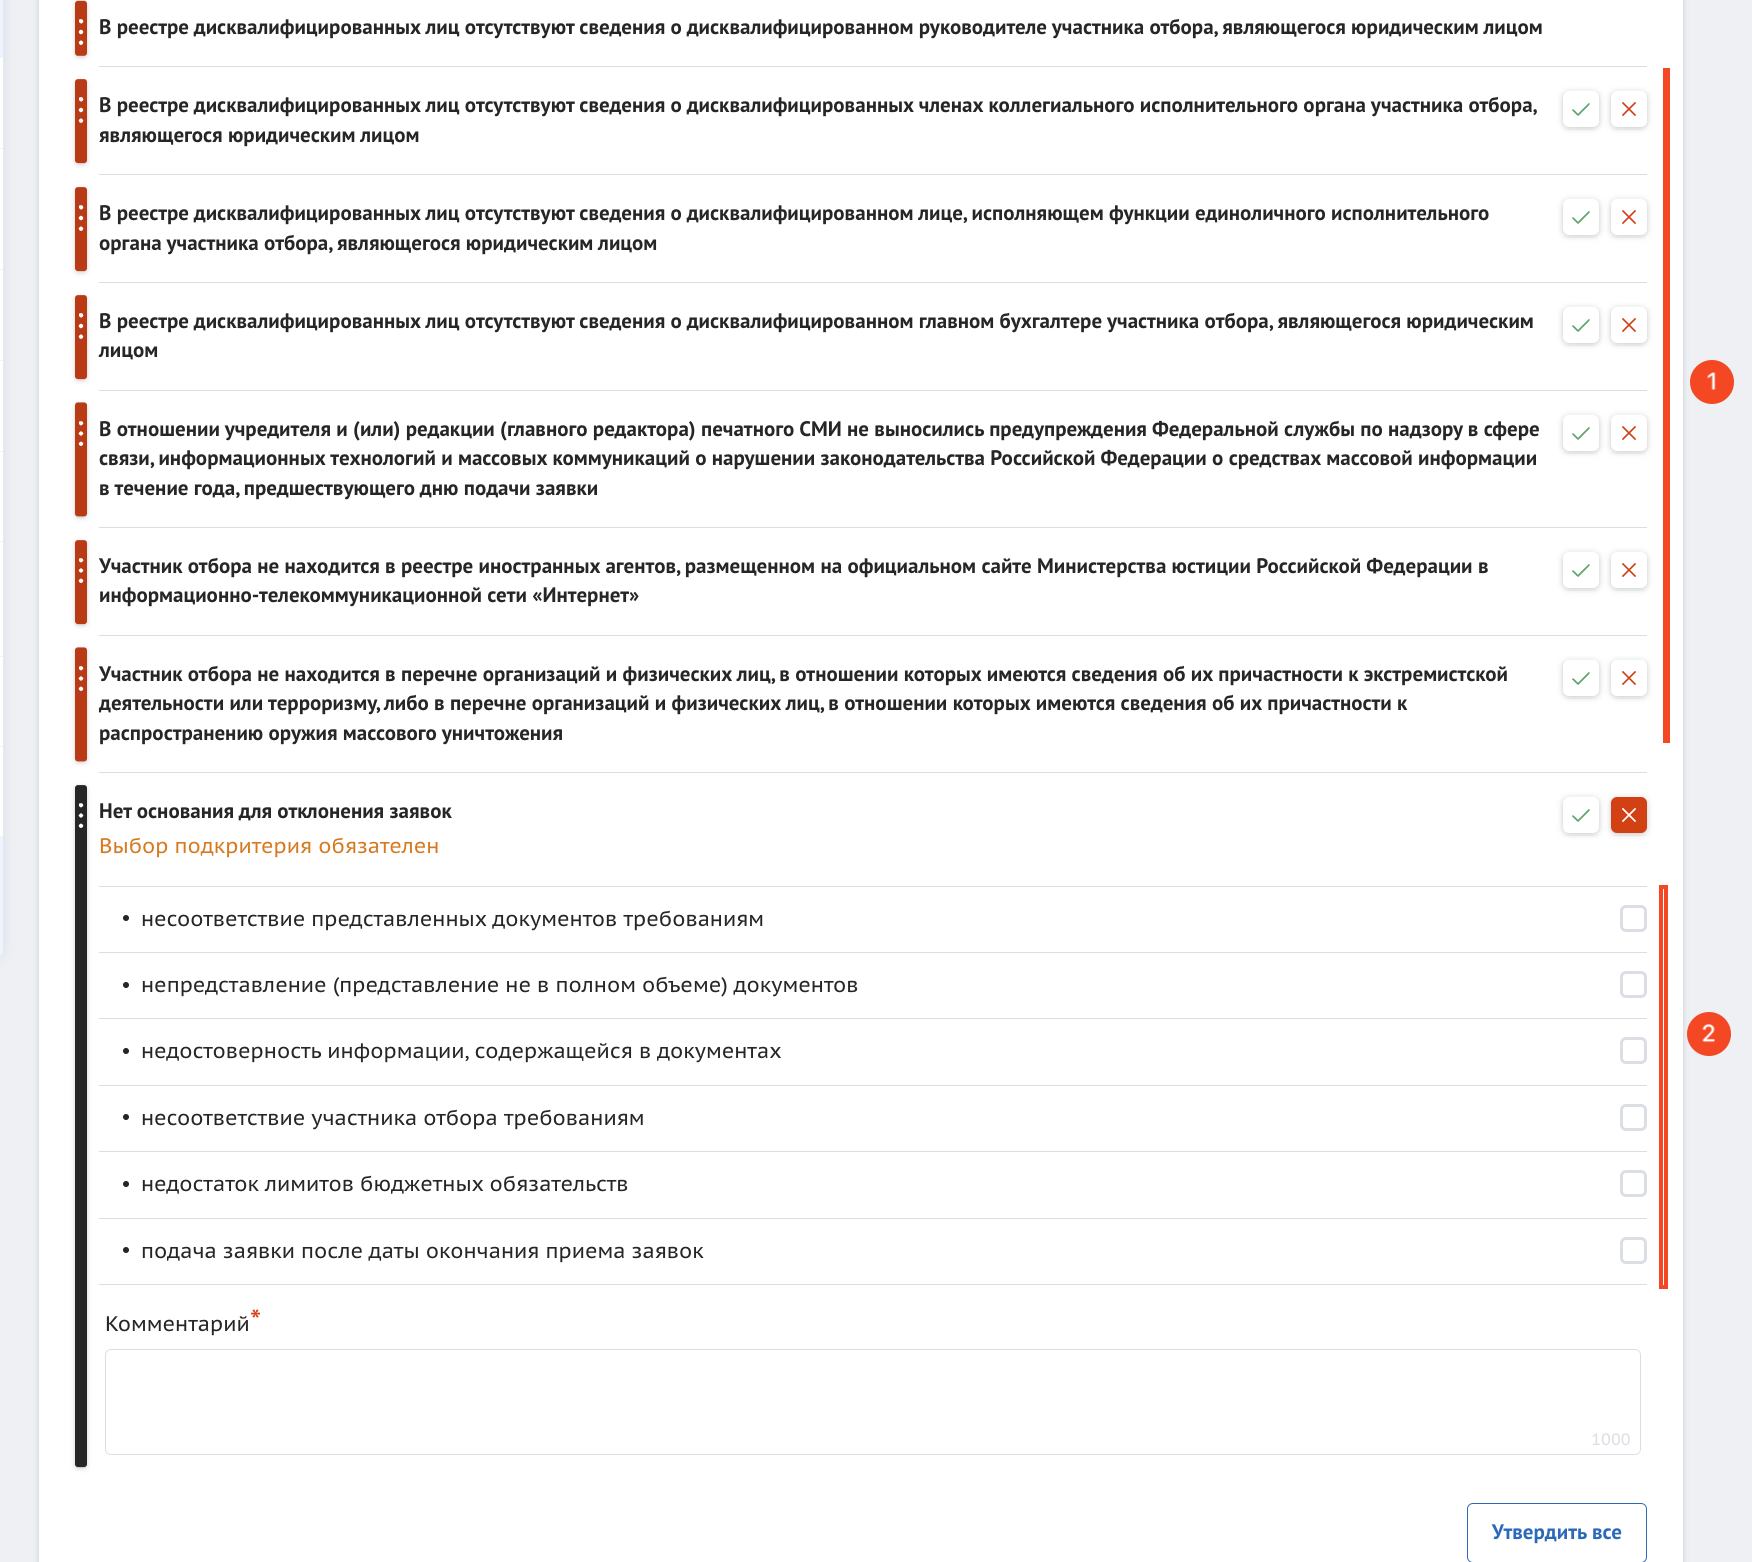 В реестре дисквалифицированных лиц отсутствуют сведения о дисквалифицированном руководителе участника отбора, являющегося юридическим лицом
В реестре дисквалифицированных лиц отсутствуют сведения о дисквалифицированных членах коллегиального исполнительного органа участника отбора,
являющегося юридическим лицом
В реестре дисквалифицированных лиц отсутствуют сведения о дисквалифицированном лице, исполняющем функции единоличного исполнительного
органа участника отбора, являющегося юридическим лицом
В реестре дисквалифицированных лиц отсутствуют сведения о дисквалифицированном главном бухгалтере участника отбора, являющегося юридическим
лицом
1
В отношении учредителя и (или) редакции (главного редактора) печатного СМИ не выносились предупреждения Федеральной службы по надзору в сфере
связи, информационных технологий и массовых коммуникаций о нарушении законодательства Российской Федерации о средствах массовой информации
в течение года, предшествующего дню подачи заявки
Участник отбора не находится в реестре иностранных агентов, размещенном на официальном сайте Министерства юстиции Российской Федерации в
информационно-телекоммуникационной сети «Интернет»
Участник отбора не находится в перечне организаций и физических лиц, в отношении которых имеются сведения об их причастности к экстремистской
деятельности или терроризму, либо в перечне организаций и физических лиц, в отношении которых имеются сведения об их причастности к
распространению оружия массового уничтожения
Нет основания для отклонения заявок
Выбор подкритерия обязателен
• несоответствие представленных документов требованиям
• непредставление (представление не в полном объеме) документов
2
• недостоверность информации, содержащейся в документах
• несоответствие участника отбора требованиям
• недостаток лимитов бюджетных обязательств
• подача заявки после даты окончания приема заявок
Комментарий*
1000
Утвердить все